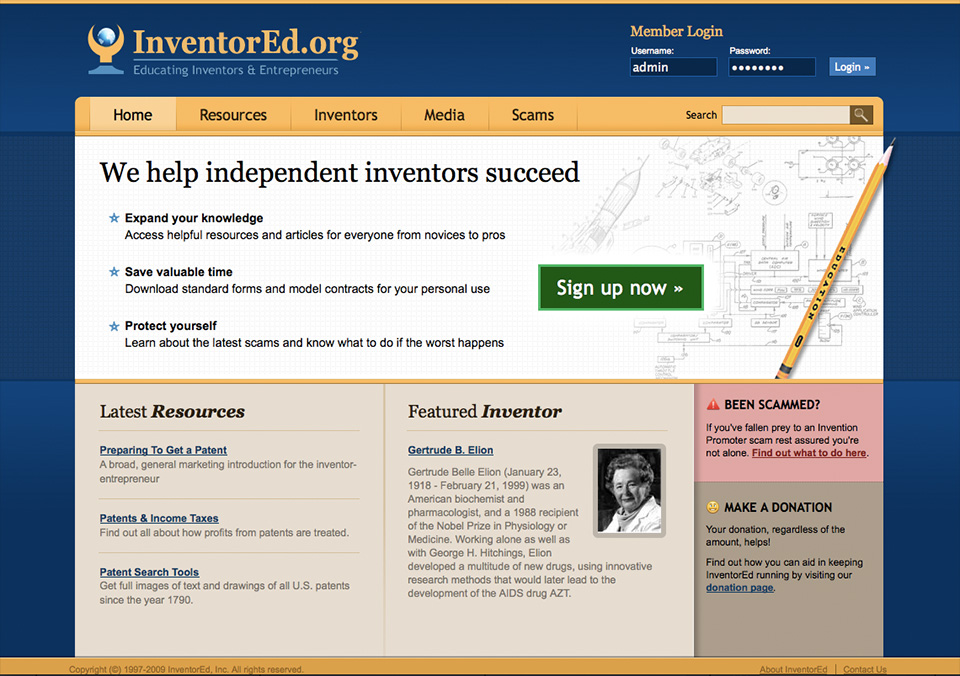 InventorEd.org
Educating Inventors & Entrepreneurs
Member Login
Username:
Password:
admin
Login »
Home
Resources
Inventors
Media
Scams
Search
We help independent inventors succeed
Expand your knowledge
Access helpful resources and articles for everyone from novices to pros
Save valuable time
Download standard forms and model contracts for your personal use
Protect yourself
Learn about the latest scams and know what to do if the worst happens
Sign up now »
EDUCATION
Latest Resources
Preparing To Get a Patent
A broad, general marketing introduction for the inventor-
entrepreneur
Patents & Income Taxes
Find out all about how profits from patents are treated.
Patent Search Tools
Get full images of text and drawings of all U.S. patents
since the year 1790.
Featured Inventor
Gertrude B. Elion
Gertrude Belle Elion (January 23,
1918 - February 21, 1999) was an
American biochemist and
pharmacologist, and a 1988 recipient
of the Nobel Prize in Physiology or
Medicine. Working alone as well as
with George H. Hitchings, Elion
developed a multitude of new drugs, using innovative
research methods that would later lead to the
development of the AIDS drug AZT.
BEEN SCAMMED?
If you've fallen prey to an Invention
Promoter scam rest assured you're
not alone. Find out what to do here.
MAKE A DONATION
Your donation, regardless of the
amount, helps!
Find out how you can aid in keeping
InventorEd running by visiting our
donation page.
Copyright (©) 1997-2009 InventorEd, Inc. All rights reserved.
About InventorEd | Contact Us